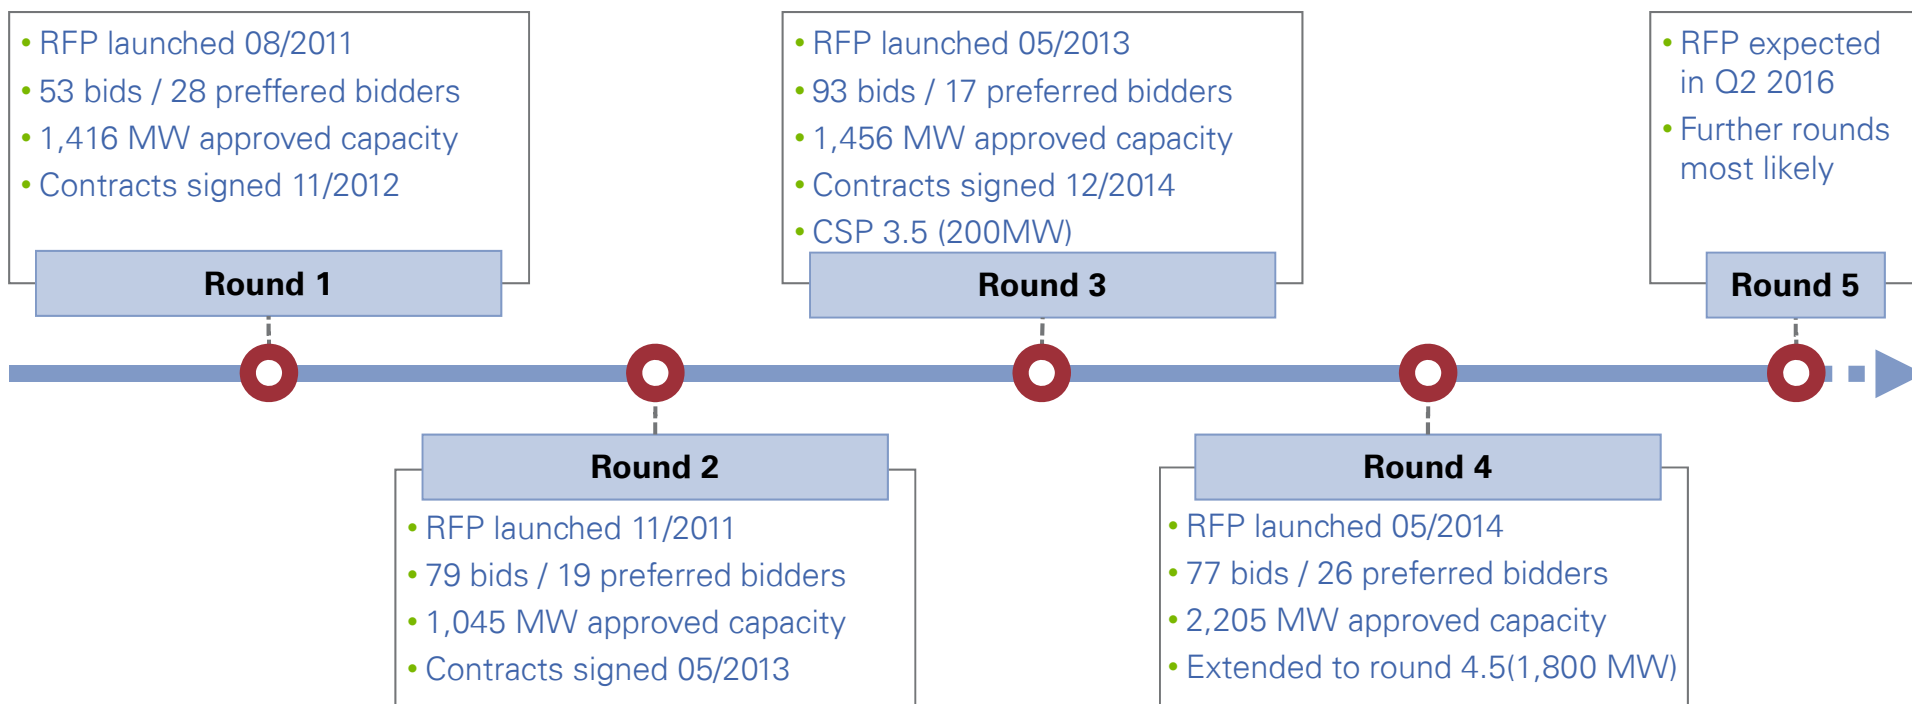 • RFP launched 08/2011
• 53 bids / 28 preffered bidders
• 1,416 MW approved capacity
• Contracts signed 11/2012
Round 1
Round 2
• RFP launched 11/2011
• 79 bids / 19 preferred bidders
• 1,045 MW approved capacity
• Contracts signed 05/2013
• RFP launched 05/2013
• 93 bids / 17 preferred bidders
• 1,456 MW approved capacity
• Contracts signed 12/2014
• CSP 3.5 (200MW)
Round 3
Round 4
• RFP launched 05/2014
• 77 bids / 26 preferred bidders
• 2,205 MW approved capacity
• Extended to round 4.5(1,800 MW)
• RFP expected
in Q2 2016
• Further rounds
most likely
Round 5